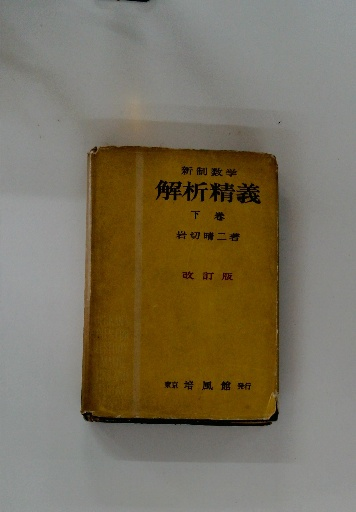 新制数学
解析精義
下巻
岩切晴二著
改訂版
東京 培風館 発行